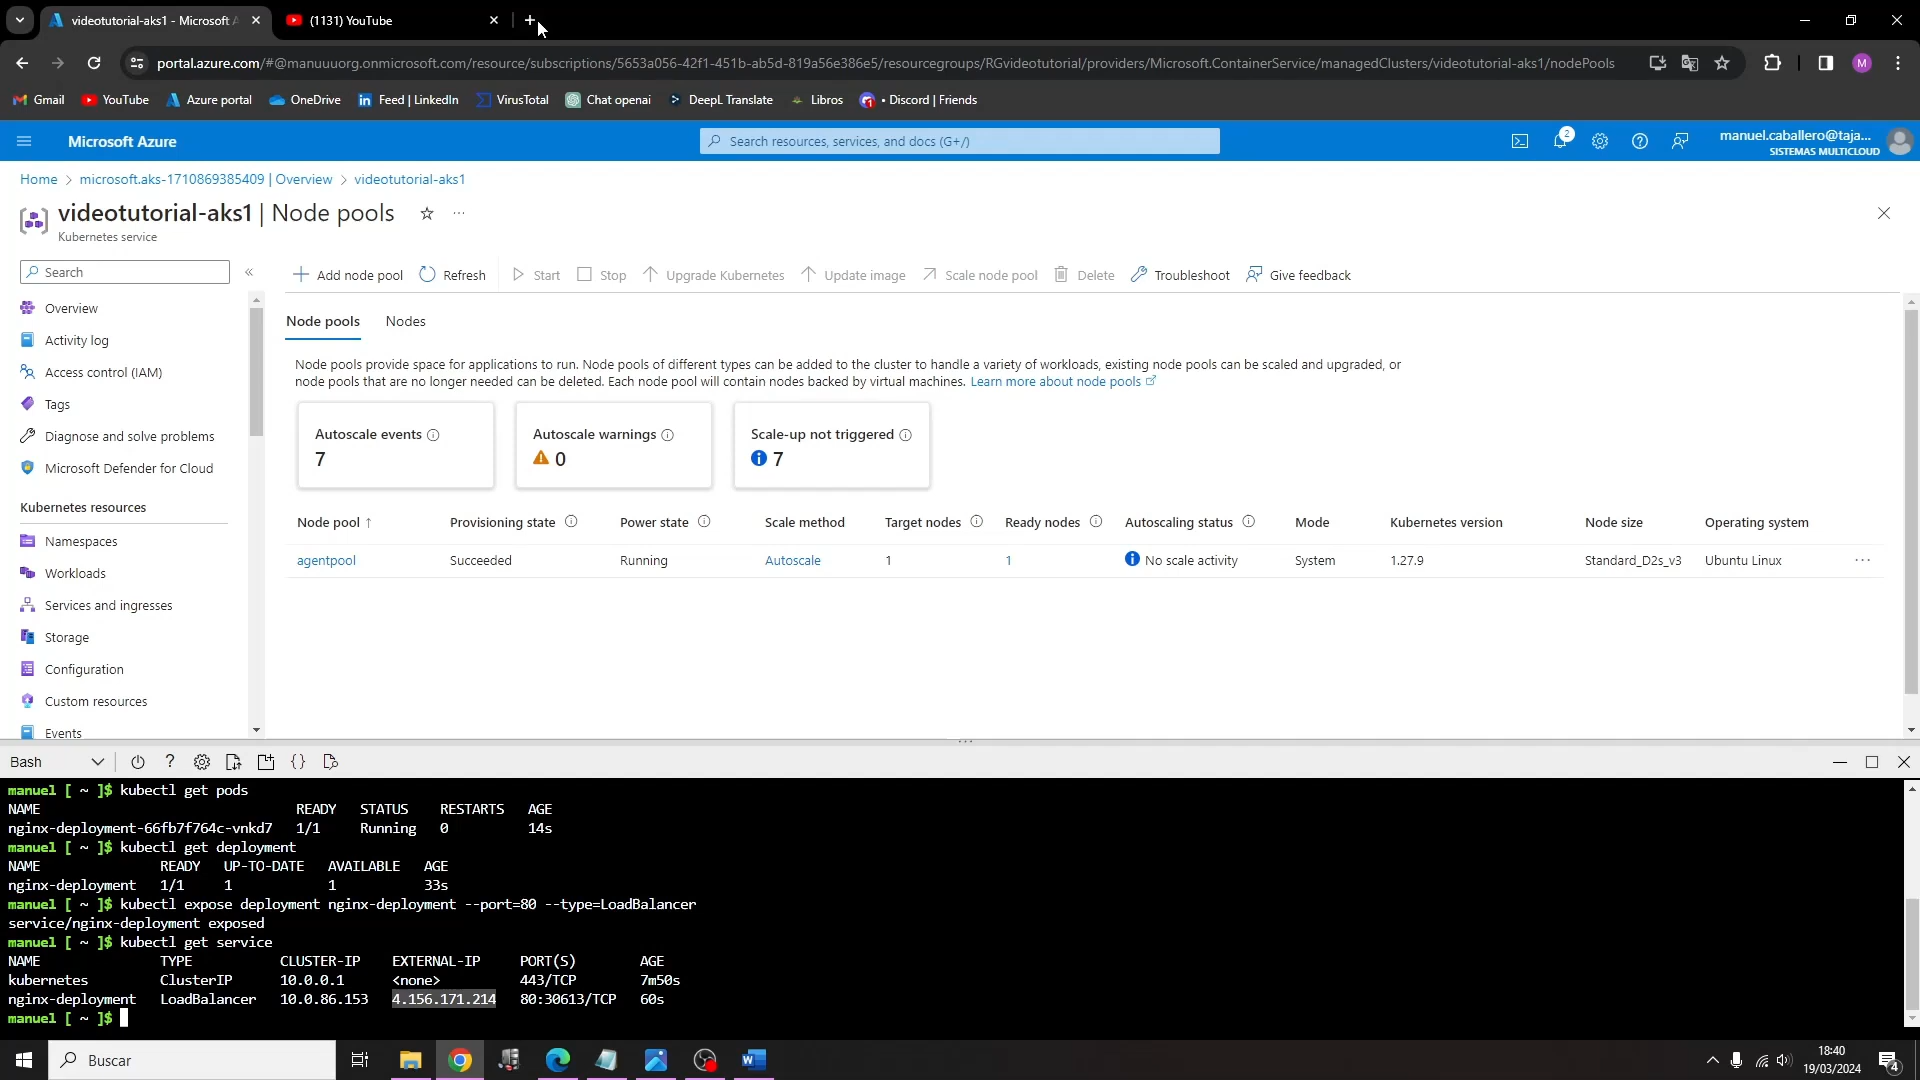 videotutorial-aks1 - Microsoft A
(1131) YouTube
portal.azure.com/#@manuuuorg.onmicrosoft.com/resource/subscriptions/5653a056-42f1-451b-ab5d-819a56e386e5/resourcegroups/RGvideotutorial/providers/Microsoft.ContainerService/managedClusters/videotutorial-aks1/nodePools
M
Gmail YouTube Azure portal OneDrive Feed | LinkedIn VirusTotal Chat openai DeepL Translate Libros • Discord | Friends
Microsoft Azure
Search resources, services, and docs (G+/)
2
manuel.caballero@taja...
SISTEMAS MULTICLOUD
Home > microsoft.aks-1710869385409 | Overview > videotutorial-aks1
videotutorial-aks1 | Node pools
Kubernetes service
Search
Add node pool Refresh Start Stop Upgrade Kubernetes Update image Scale node pool Delete Troubleshoot Give feedback
Overview
Activity log
Access control (IAM)
Tags
Diagnose and solve problems
Microsoft Defender for Cloud
Kubernetes resources
Namespaces
Workloads
Services and ingresses
Storage
Configuration
Custom resources
Events
Node pools Nodes
Node pools provide space for applications to run. Node pools of different types can be added to the cluster to handle a variety of workloads, existing node pools can be scaled and upgraded, or
node pools that are no longer needed can be deleted. Each node pool will contain nodes backed by virtual machines. Learn more about node pools
Autoscale events
7
Autoscale warnings
0
Scale-up not triggered
7
Node pool ↑ Provisioning state Power state Scale method Target nodes Ready nodes Autoscaling status Mode Kubernetes version Node size Operating system
agentpool Succeeded Running Autoscale 1 1 No scale activity System 1.27.9 Standard_D2s_v3 Ubuntu Linux
Bash
manuel [ ~ ]$ kubectl get pods
NAME READY STATUS RESTARTS AGE
nginx-deployment-66fb7f764c-vnkd7 1/1 Running 0 14s
manuel [ ~ ]$ kubectl get deployment
NAME READY UP-TO-DATE AVAILABLE AGE
nginx-deployment 1/1 1 1 33s
manuel [ ~ ]$ kubectl expose deployment nginx-deployment --port=80 --type=LoadBalancer
service/nginx-deployment exposed
manuel [ ~ ]$ kubectl get service
NAME TYPE CLUSTER-IP EXTERNAL-IP PORT(S) AGE
kubernetes ClusterIP 10.0.0.1 <none> 443/TCP 7m50s
nginx-deployment LoadBalancer 10.0.86.153 4.156.171.214 80:30613/TCP 60s
manuel [ ~ ]$
Buscar
18:40
19/03/2024
4